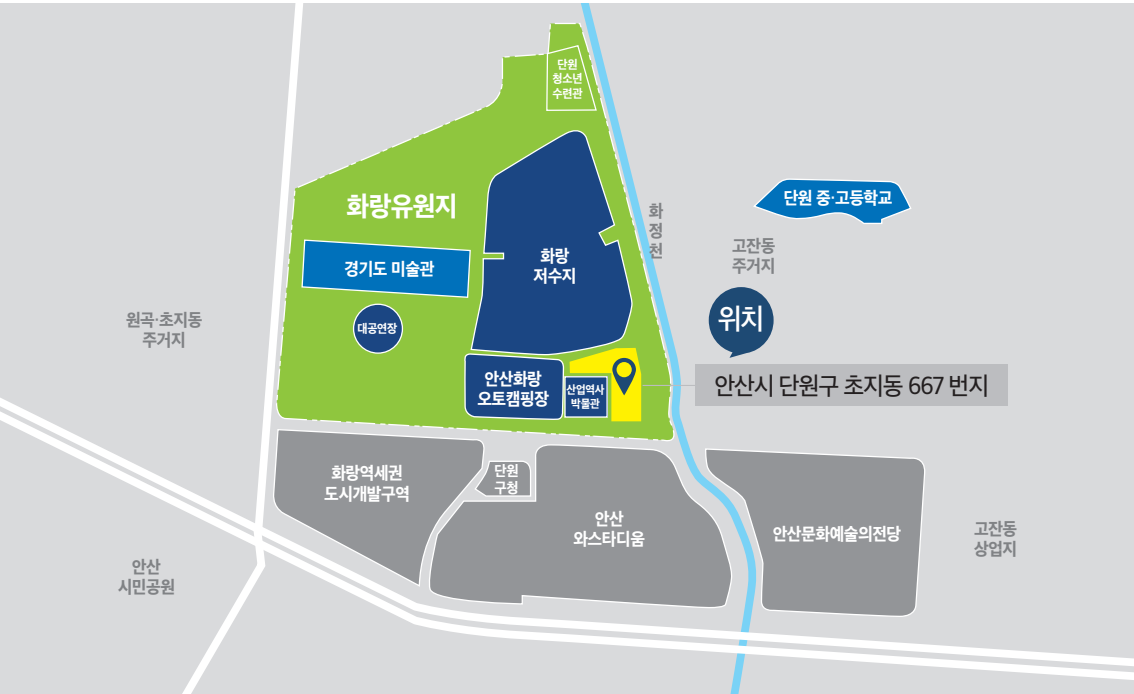 단원
청소년
수련관
화랑유원지
단원 중·고등학교
화
정
천
고잔동
주거지
화랑
저수지
경기도 미술관
위치
원곡·초지동
주거지
대공연장
안산화랑
오토캠핑장
산업역사
박물관
안산시 단원구 초지동 667 번지
화랑역세권
도시개발구역
단원
구청
안산
와스타디움
안산문화예술의전당
고잔동
상업지
안산
시민공원